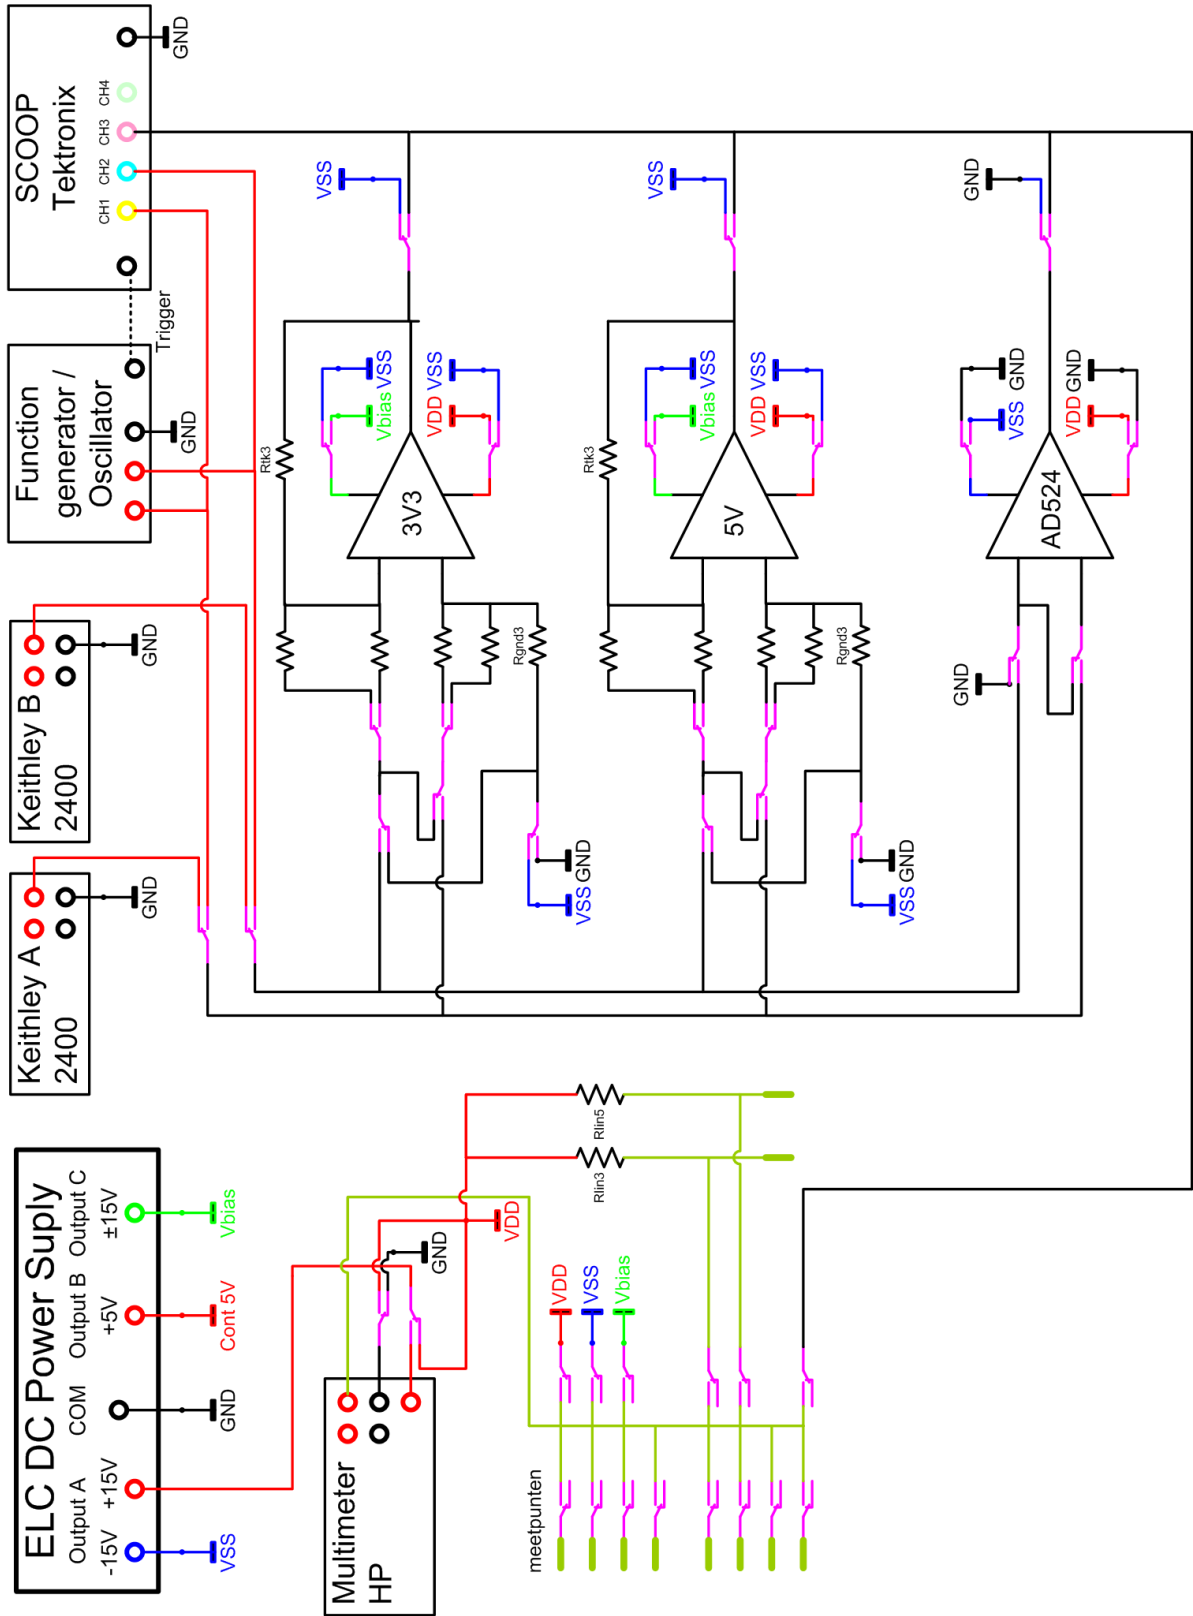 SCOOP
Tektronix
CH1
CH2
CH3
CH4
GND
Trigger
Function
generator /
Oscillator
GND
Keithley B
2400
GND
Keithley A
2400
GND
ELC DC Power Suply
Output A
COM
Output B
Output C
-15V
+15V
+5V
±15V
VSS
GND
Cont 5V
Vbias
Multimeter
HP
GND
VDD
Rlin3
Rlin5
meetpunten
VDD
VSS
Vbias
Rtk3
Vbias
VSS
VDD
VSS
3V3
VSS
Rgnd3
VSS
GND
Rtk3
Vbias
VSS
VDD
VSS
5V
VSS
Rgnd3
VSS
GND
GND
VSS
GND
VDD
GND
AD524
GND